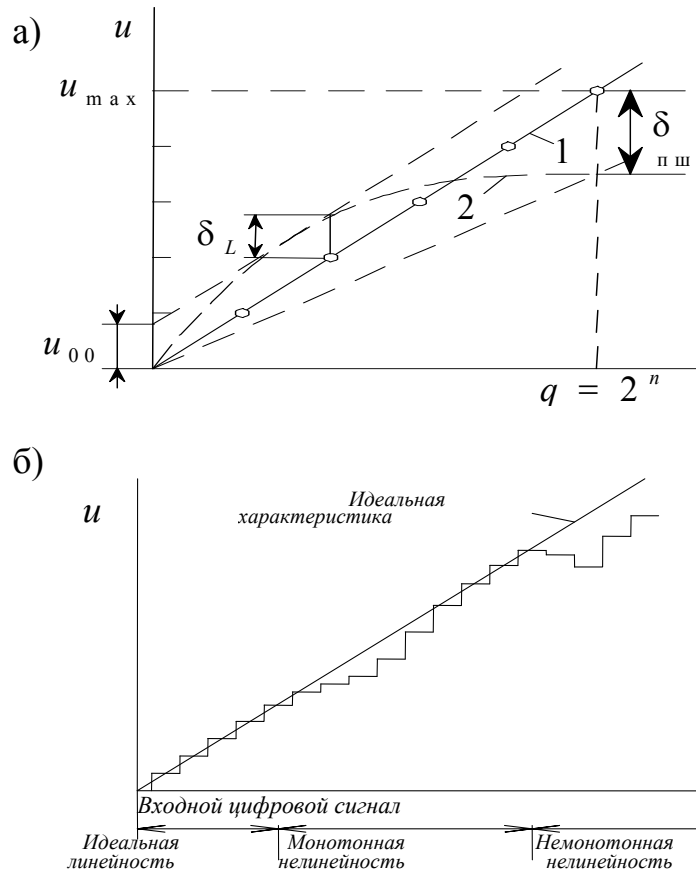 а)
u
u max
1
δ пш
2
δ L
u 00
q = 2 n
б)
u
Идеальная
характеристика
Входной цифровой сигнал
Идеальная
линейность
Монотонная
нелинейность
Немонотонная
нелинейность